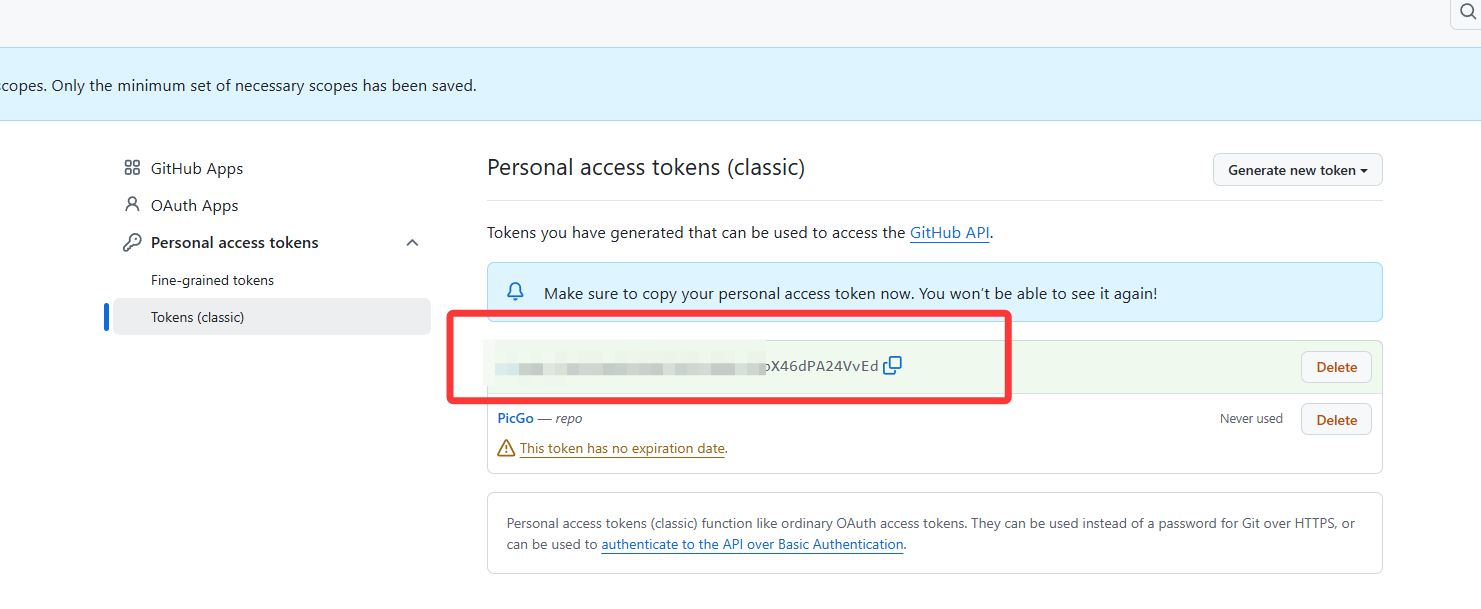 scopes. Only the minimum set of necessary scopes has been saved.
GitHub Apps
OAuth Apps
Personal access tokens
Fine-grained tokens
Tokens (classic)
Personal access tokens (classic)
Generate new token
Tokens you have generated that can be used to access the GitHub API.
Make sure to copy your personal access token now. You won't be able to see it again!
X46dPA24VvEd
Delete
PicGo — repo
Never used
Delete
This token has no expiration date.
Personal access tokens (classic) function like ordinary OAuth access tokens. They can be used instead of a password for Git over HTTPS, or
can be used to authenticate to the API over Basic Authentication.